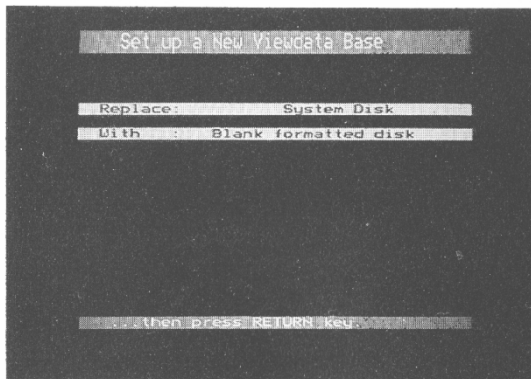 Set up a New Viewdata Base
Replace: System Disk
With : Blank formatted disk
...then press RETURN key.